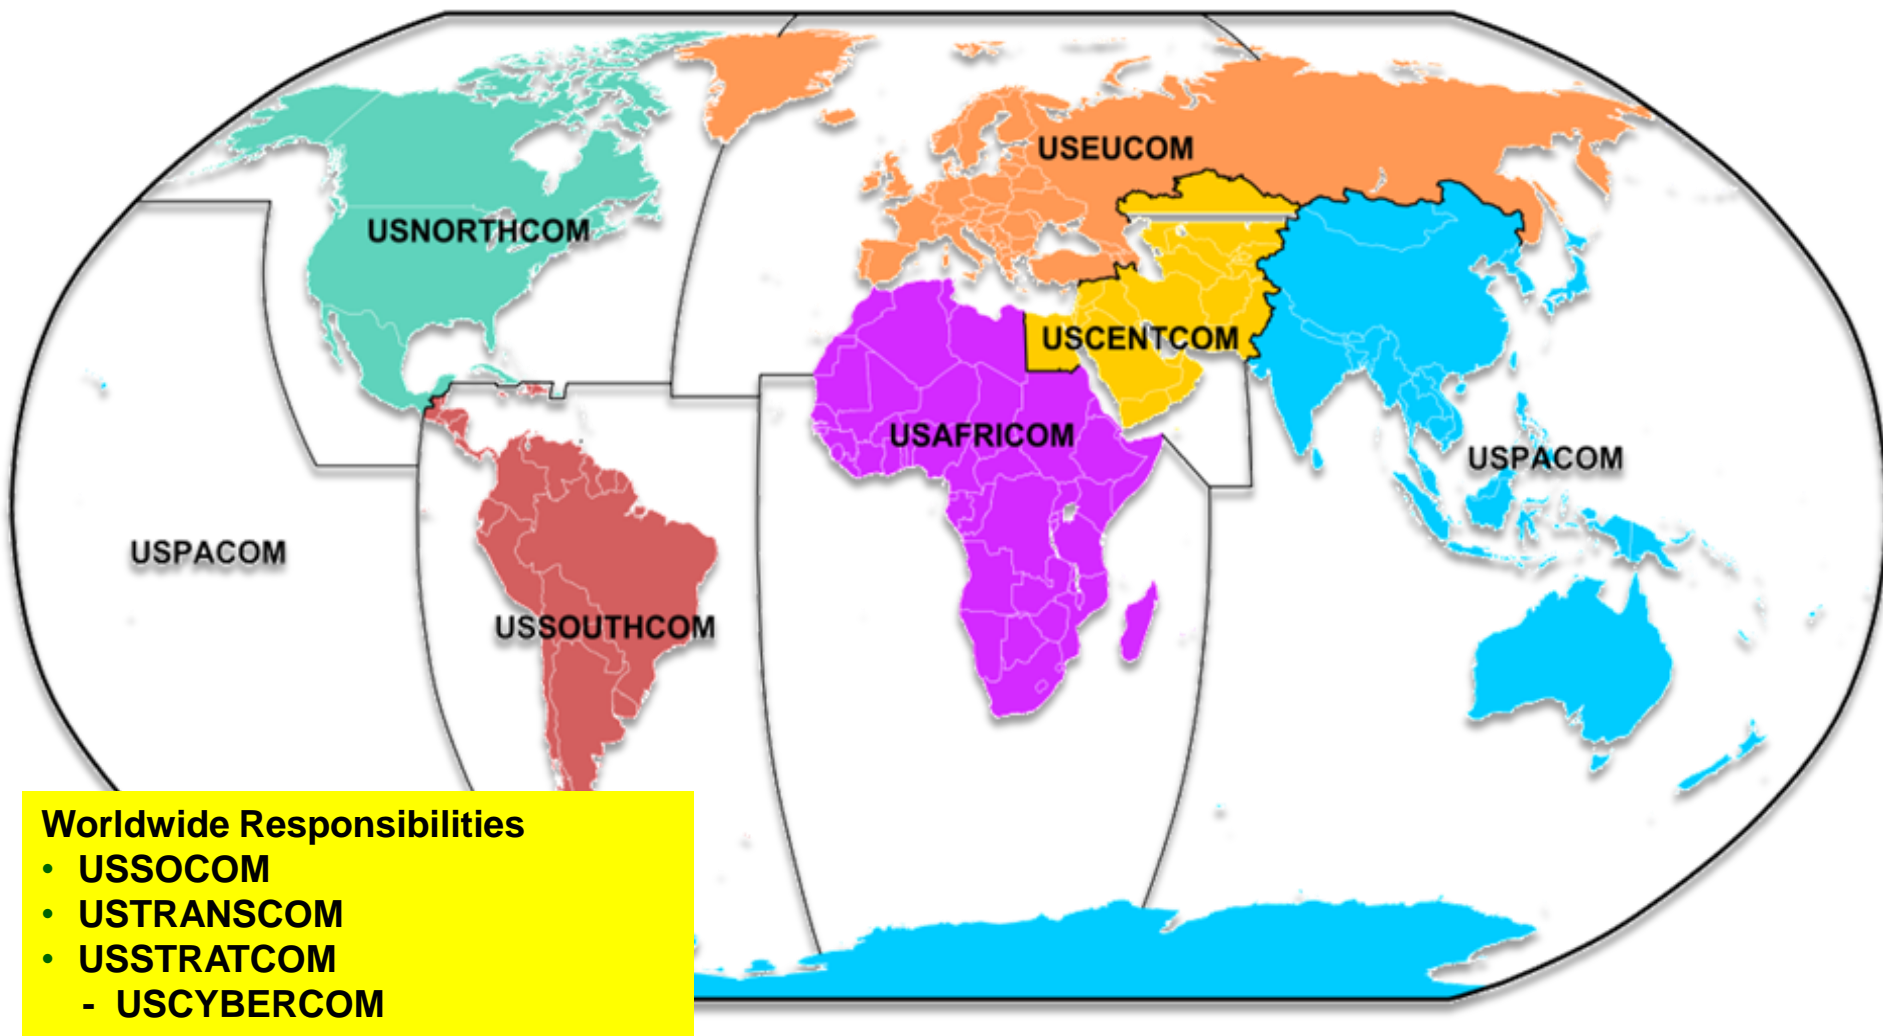 USEUCOM
USNORTHCOM
USCENTCOM
USAFRICOM
USPACOM
USPACOM
USSOUTHCOM
Worldwide Responsibilities
• USSOCOM
• USTRANSCOM
• USSTRATCOM
- USCYBERCOM